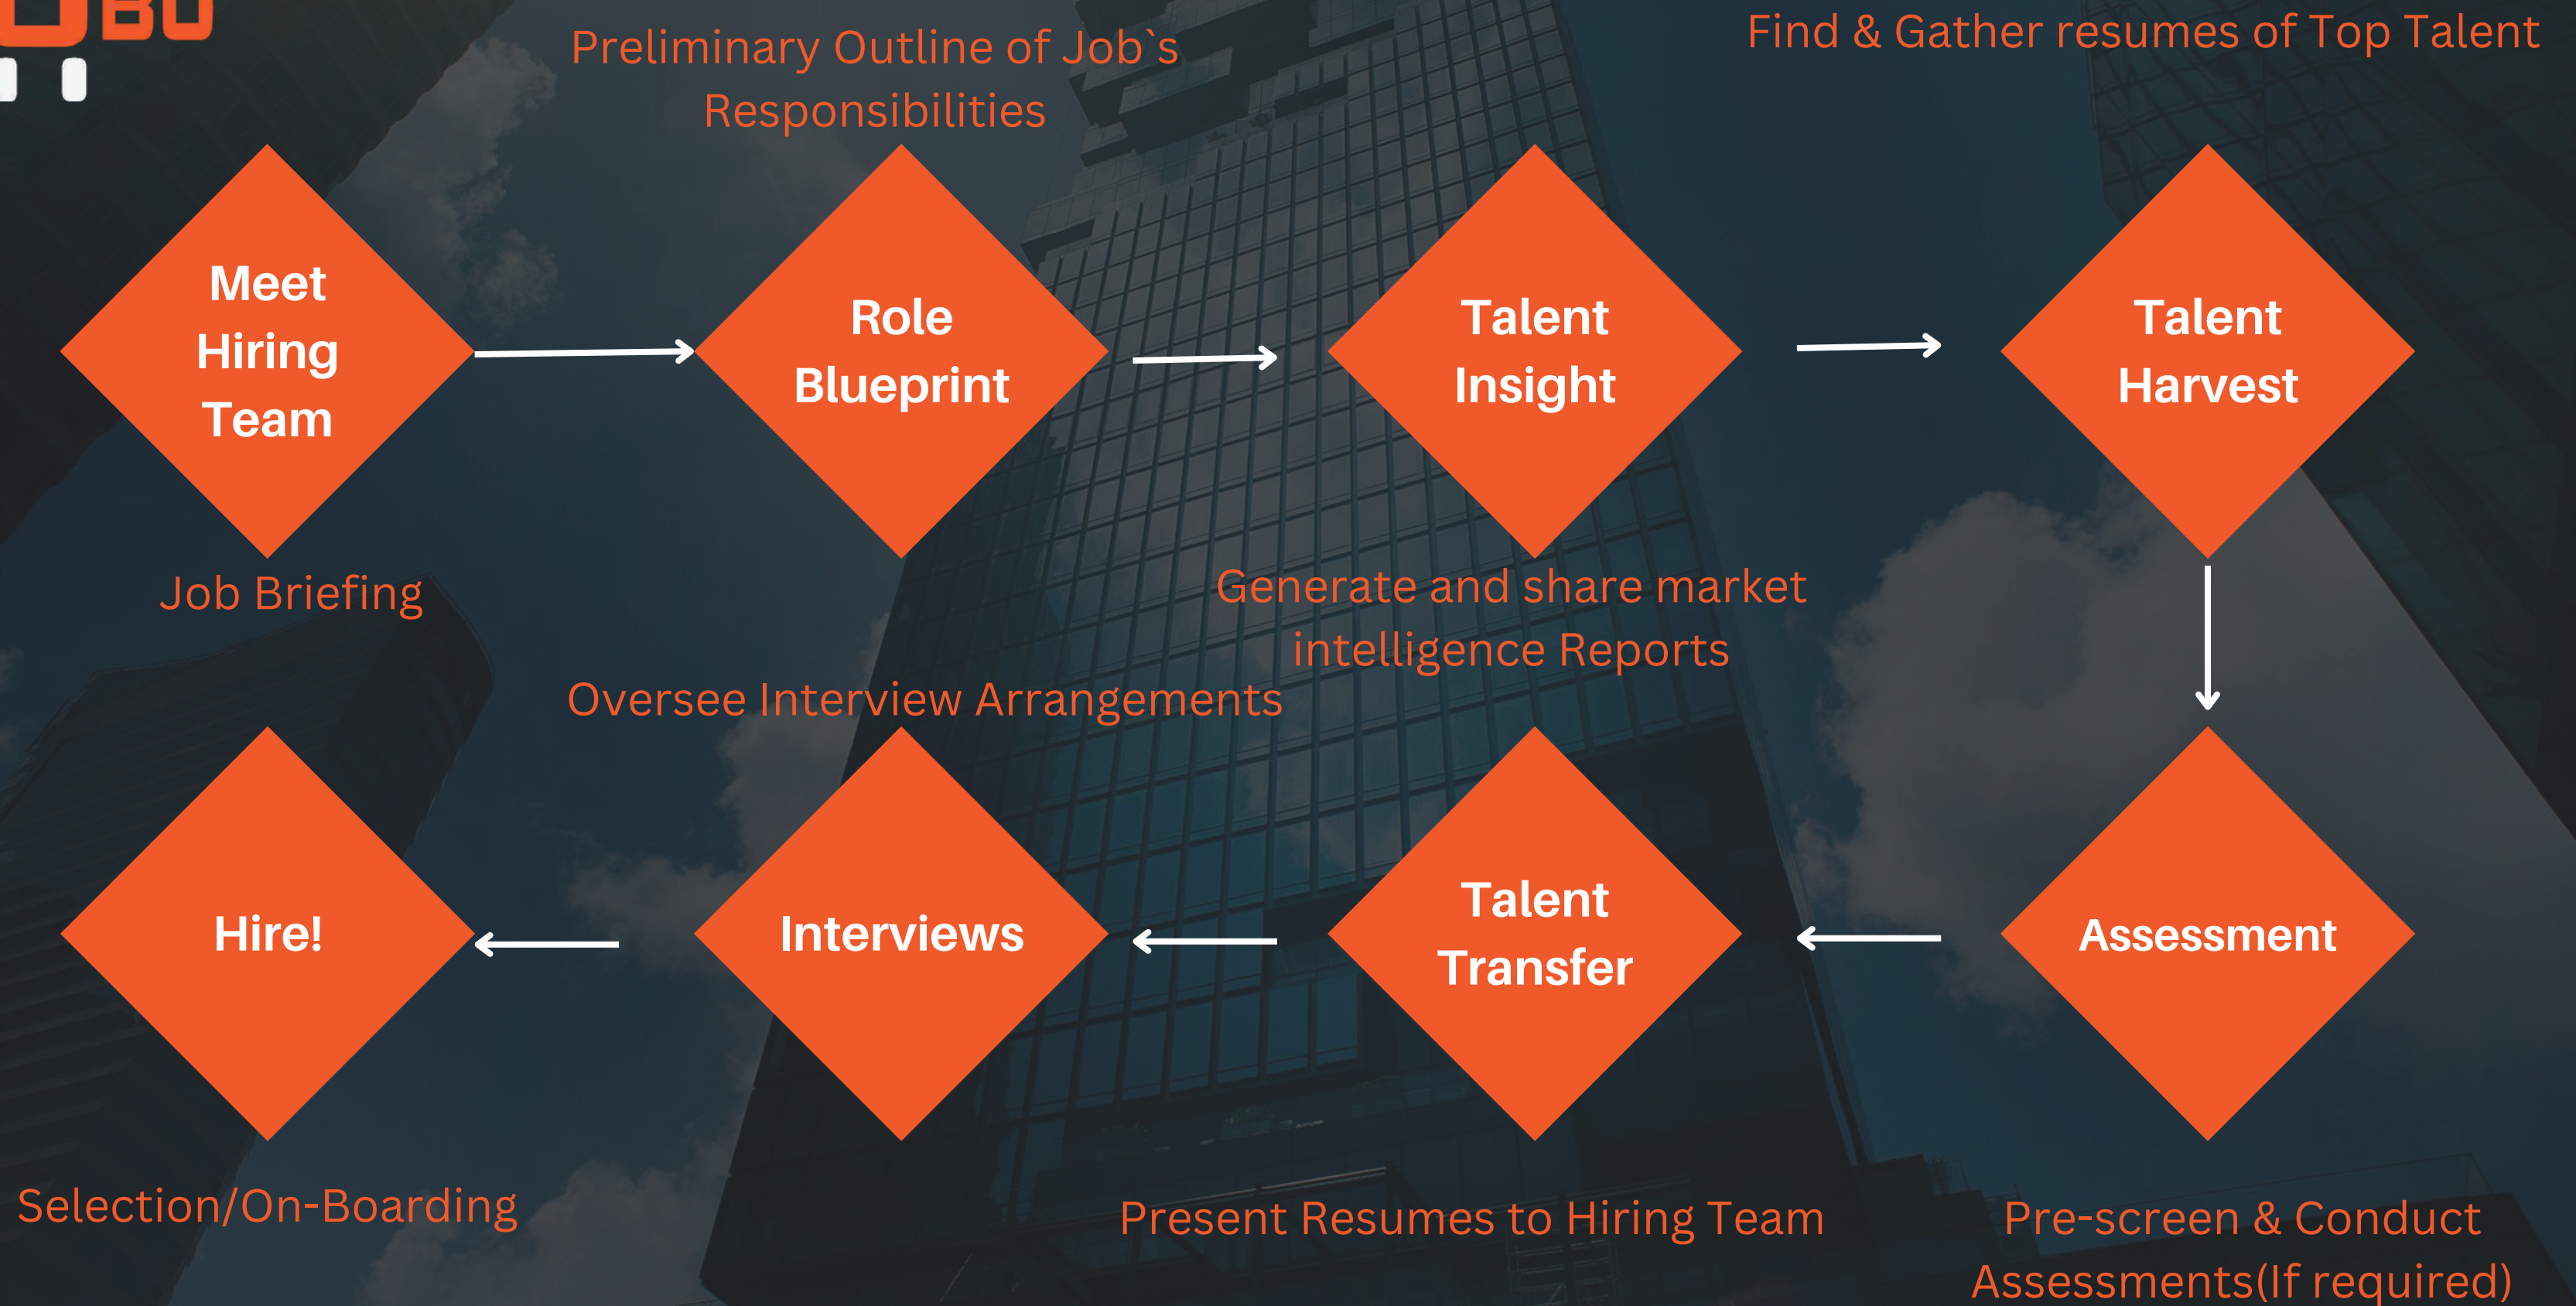 BO
Preliminary Outline of Job`s
Responsibilities
Find & Gather resumes of Top Talent
Meet
Hiring
Team
Role
Blueprint
Talent
Insight
Talent
Harvest
Job Briefing
Generate and share market
intelligence Reports
Oversee Interview Arrangements
Hire!
Interviews
Talent
Transfer
Assessment
Selection/On-Boarding
Present Resumes to Hiring Team
Pre-screen & Conduct
Assessments(If required)